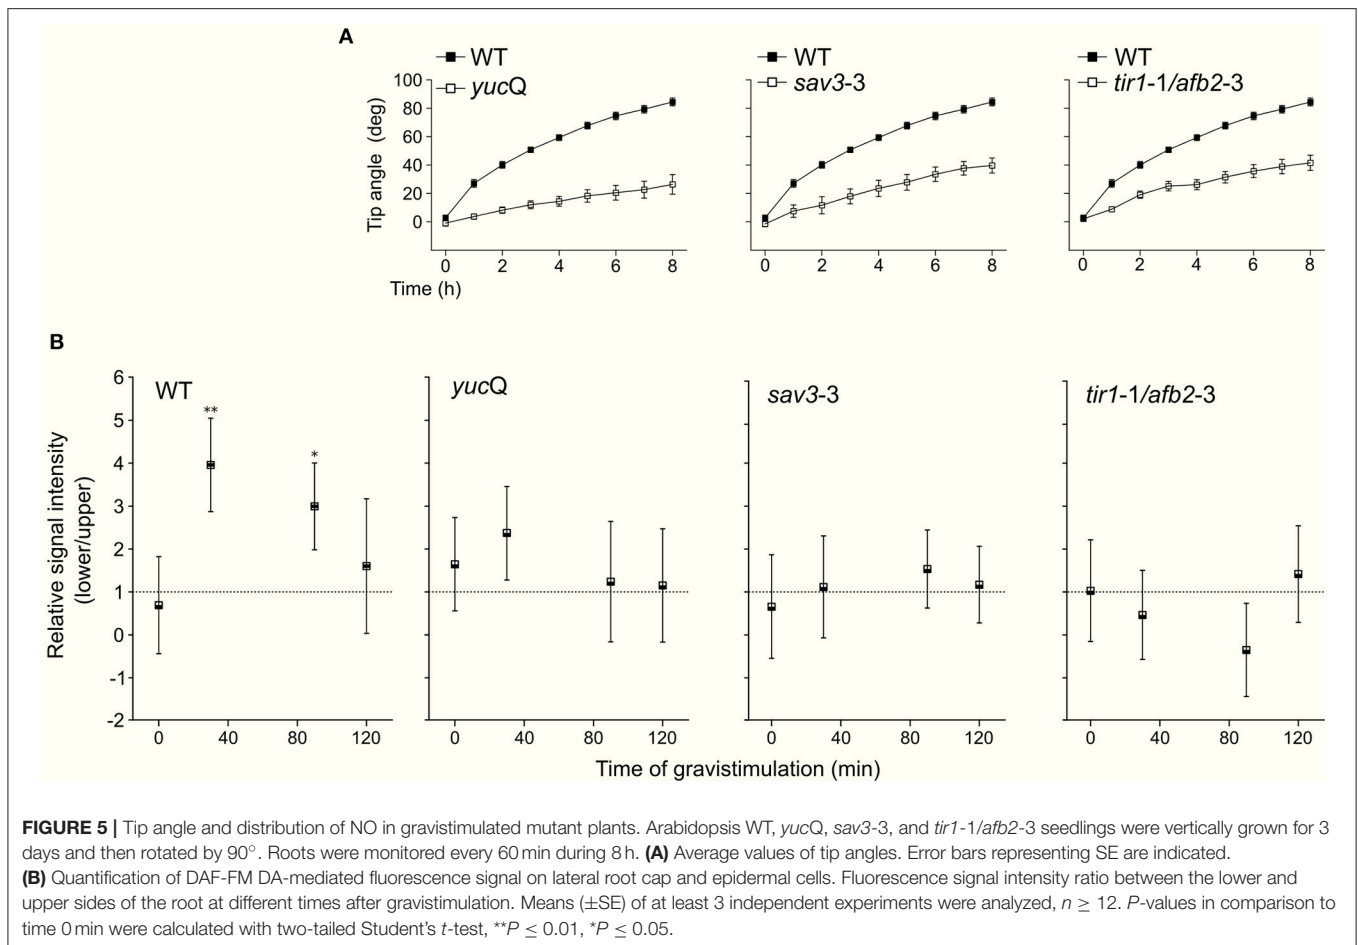 A
WT
yucQ
WT
sav3-3
WT
tir1-1/afb2-3
Tip angle (deg)
100
80
60
40
20
0
0 2 4 6 8
0 2 4 6 8
0 2 4 6 8
Time (h)
B
WT
yucQ
sav3-3
tir1-1/afb2-3
**
*
Relative signal intensity
(lower/upper)
6
5
4
3
2
1
0
-1
-2
0 40 80 120
0 40 80 120
0 40 80 120
0 40 80 120
Time of gravistimulation (min)
FIGURE 5 | Tip angle and distribution of NO in gravistimulated mutant plants. Arabidopsis WT, yucQ, sav3-3, and tir1-1/afb2-3 seedlings were vertically grown for 3
days and then rotated by 90°. Roots were monitored every 60 min during 8 h. (A) Average values of tip angles. Error bars representing SE are indicated.
(B) Quantification of DAF-FM DA-mediated fluorescence signal on lateral root cap and epidermal cells. Fluorescence signal intensity ratio between the lower and
upper sides of the root at different times after gravistimulation. Means (±SE) of at least 3 independent experiments were analyzed, n ≥ 12. P-values in comparison to
time 0 min were calculated with two-tailed Student's t-test, **P ≤ 0.01, *P ≤ 0.05.